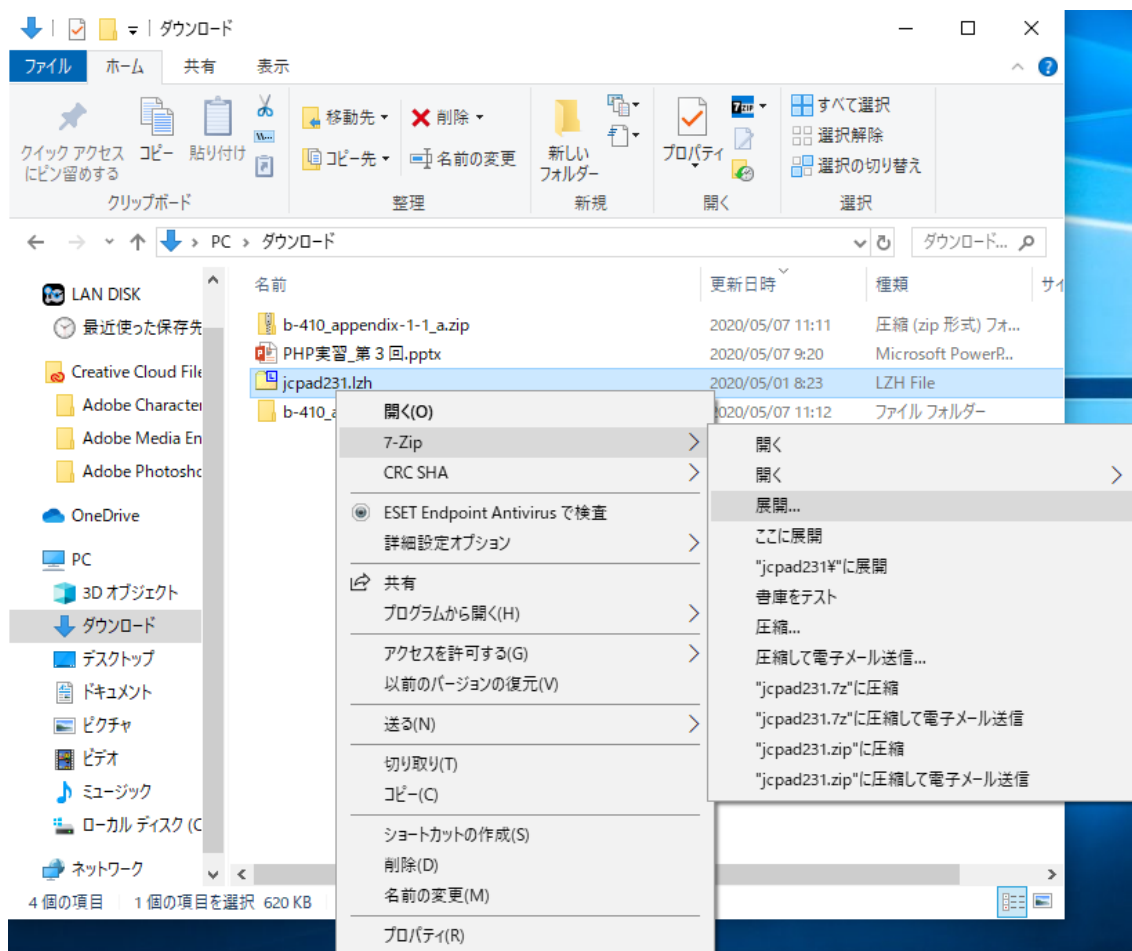 ダウンロード
ファイル ホーム 共有 表示
クイック アクセス
にピン留めする
コピー
貼り付け
クリップボード
移動先
コピー先
削除
名前の変更
整理
新しい
フォルダー
新規
プロパティ
7ZIP
開く
すべて選択
選択解除
選択の切り替え
選択
PC › ダウンロード
ダウンロード...
名前 更新日時 種類 サイ
LAN DISK
最近使った保存先
Creative Cloud File
Adobe Character
Adobe Media En
Adobe Photosho
OneDrive
PC
3D オブジェクト
ダウンロード
デスクトップ
ドキュメント
ピクチャ
ビデオ
ミュージック
ローカル ディスク (C
ネットワーク
b-410_appendix-1-1_a.zip 2020/05/07 11:11 圧縮 (zip 形式) フォ...
PHP実習_第３回.pptx 2020/05/07 9:20 Microsoft PowerP...
jcpad231.lzh 2020/05/01 8:23 LZH File
b-410_a 2020/05/07 11:12 ファイル フォルダー
開く(O)
7-Zip
CRC SHA
ESET Endpoint Antivirus で検査
詳細設定オプション
共有
プログラムから開く(H)
アクセスを許可する(G)
以前のバージョンの復元(V)
送る(N)
切り取り(T)
コピー(C)
ショートカットの作成(S)
削除(D)
名前の変更(M)
プロパティ(R)
開く
開く
展開...
ここに展開
"jcpad231¥"に展開
書庫をテスト
圧縮...
圧縮して電子メール送信...
"jcpad231.7z"に圧縮
"jcpad231.7z"に圧縮して電子メール送信
"jcpad231.zip"に圧縮
"jcpad231.zip"に圧縮して電子メール送信
4 個の項目 1 個の項目を選択 620 KB